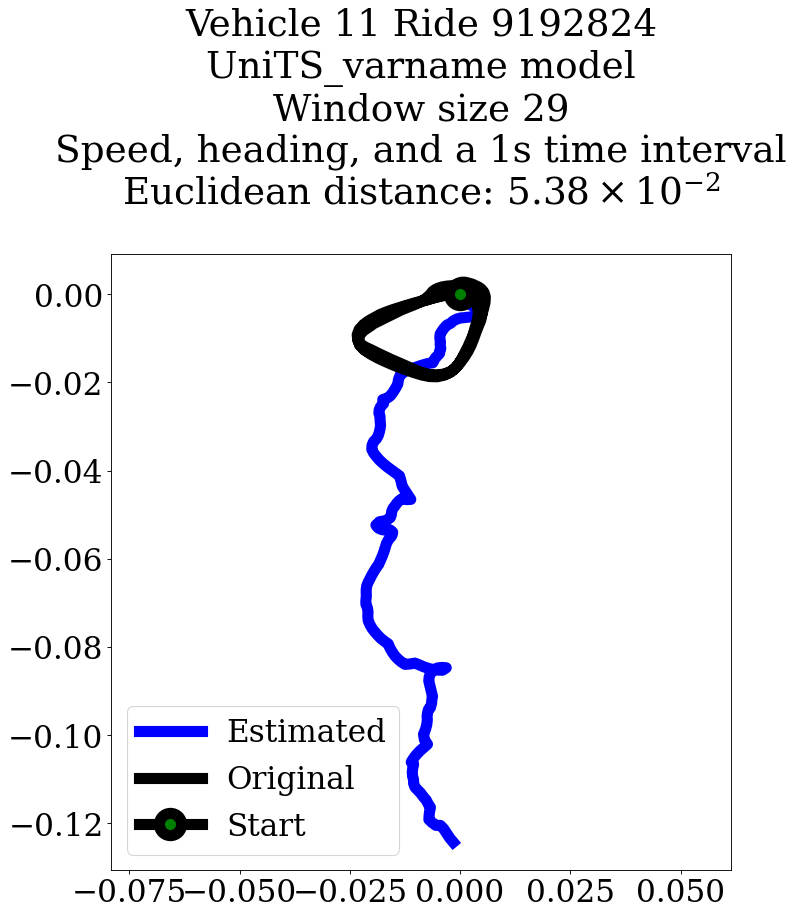 Vehicle 11 Ride 9192824
UniTS_varname model
Window size 29
Speed, heading, and a 1s time interval
Euclidean distance: 5.38 × 10⁻²
0.00
−0.02
−0.04
−0.06
−0.08
−0.10
−0.12
Estimated
Original
Start
−0.075 −0.050 −0.025 0.000 0.025 0.050